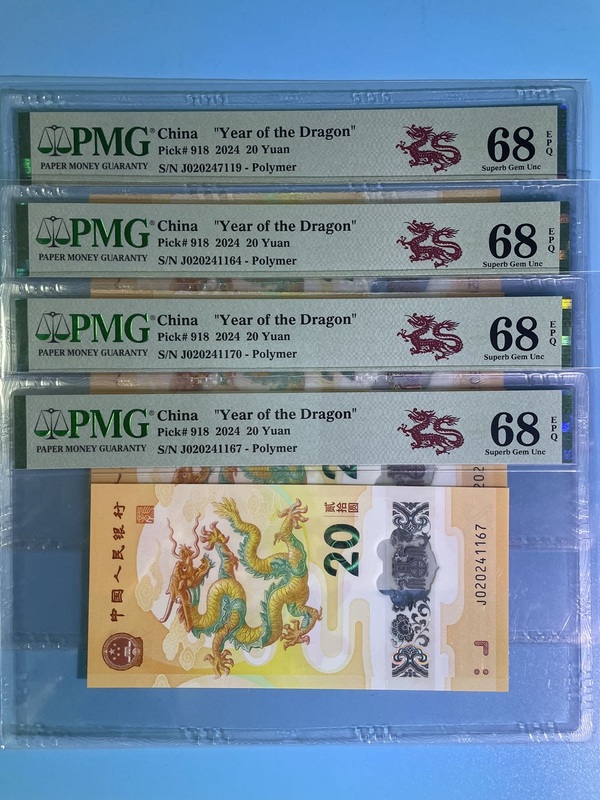 PMG® China "Year of the Dragon" 68 EPQ
PAPER MONEY GUARANTY Pick# 918 2024 20 Yuan Superb Gem Unc
S/N J020247119 - Polymer
PMG® China "Year of the Dragon" 68 EPQ
PAPER MONEY GUARANTY Pick# 918 2024 20 Yuan Superb Gem Unc
S/N J020241164 - Polymer
PMG® China "Year of the Dragon" 68 EPQ
PAPER MONEY GUARANTY Pick# 918 2024 20 Yuan Superb Gem Unc
S/N J020241170 - Polymer
PMG® China "Year of the Dragon" 68 EPQ
PAPER MONEY GUARANTY Pick# 918 2024 20 Yuan Superb Gem Unc
S/N J020241167 - Polymer
中国人民银行
贰拾圆
20
J020241167